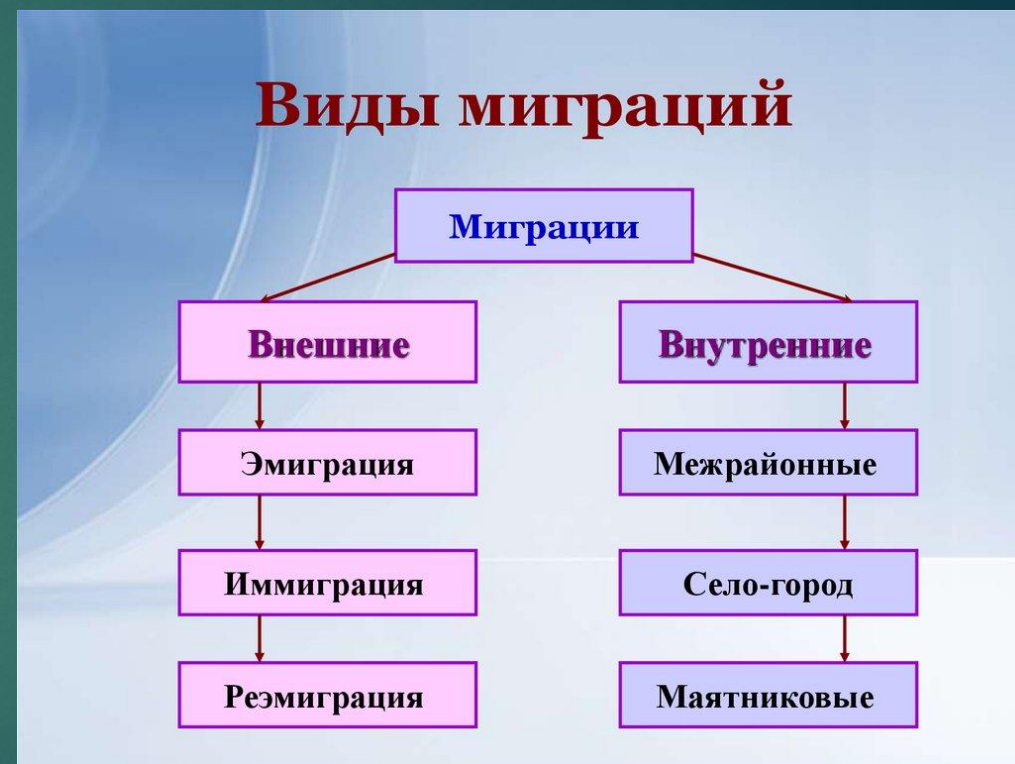 Виды миграций
Миграции
Внешние
Внутренние
Эмиграция
Межрайонные
Иммиграция
Село-город
Реэмиграция
Маятниковые